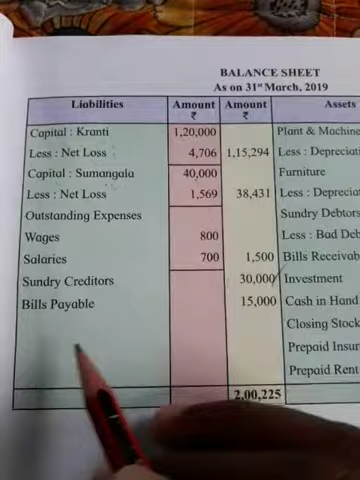 BALANCE SHEET
As on 31st March, 2019
Liabilities Amount ₹ Amount ₹ Assets
Capital : Kranti 1,20,000 Plant & Machine
Less : Net Loss 4,706 1,15,294 Less : Depreciat
Capital : Sumangala 40,000 Furniture
Less : Net Loss 1,569 38,431 Less : Depreciat
Outstanding Expenses Sundry Debtors
Wages 800 Less : Bad Deb
Salaries 700 1,500 Bills Receivab
Sundry Creditors 30,000 Investment
Bills Payable 15,000 Cash in Hand
Closing Stock
Prepaid Insur
Prepaid Rent
2,00,225